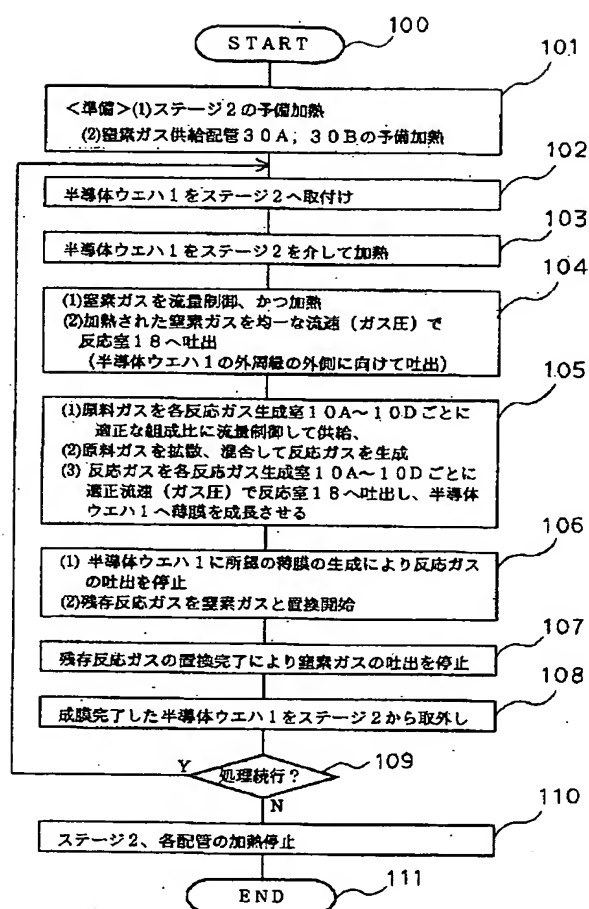 START
100
101
<準備>(1)ステージ2の予備加熱
(2)窒素ガス供給配管30A;30Bの予備加熱
102
半導体ウエハ1をステージ2へ取付け
103
半導体ウエハ1をステージ2を介して加熱
104
(1)窒素ガスを流量制御、かつ加熱
(2)加熱された窒素ガスを均一な流速(ガス圧)で
反応室18へ吐出
(半導体ウエハ1の外周縁の外側に向けて吐出)
105
(1)原料ガスを各反応ガス生成室10A~10Dごとに
適正な組成比に流量制御して供給、
(2)原料ガスを拡散、混合して反応ガスを生成
(3)反応ガスを各反応ガス生成室10A~10Dごとに
適正流速(ガス圧)で反応室18へ吐出し、半導体
ウエハ1へ薄膜を成長させる
106
(1)半導体ウエハ1に所望の薄膜の生成により反応ガス
の吐出を停止
(2)残存反応ガスを窒素ガスと置換開始
107
残存反応ガスの置換完了により窒素ガスの吐出を停止
108
成膜完了した半導体ウエハ1をステージ2から取外し
Y
処理続行?
109
N
110
ステージ2、各配管の加熱停止
END
111